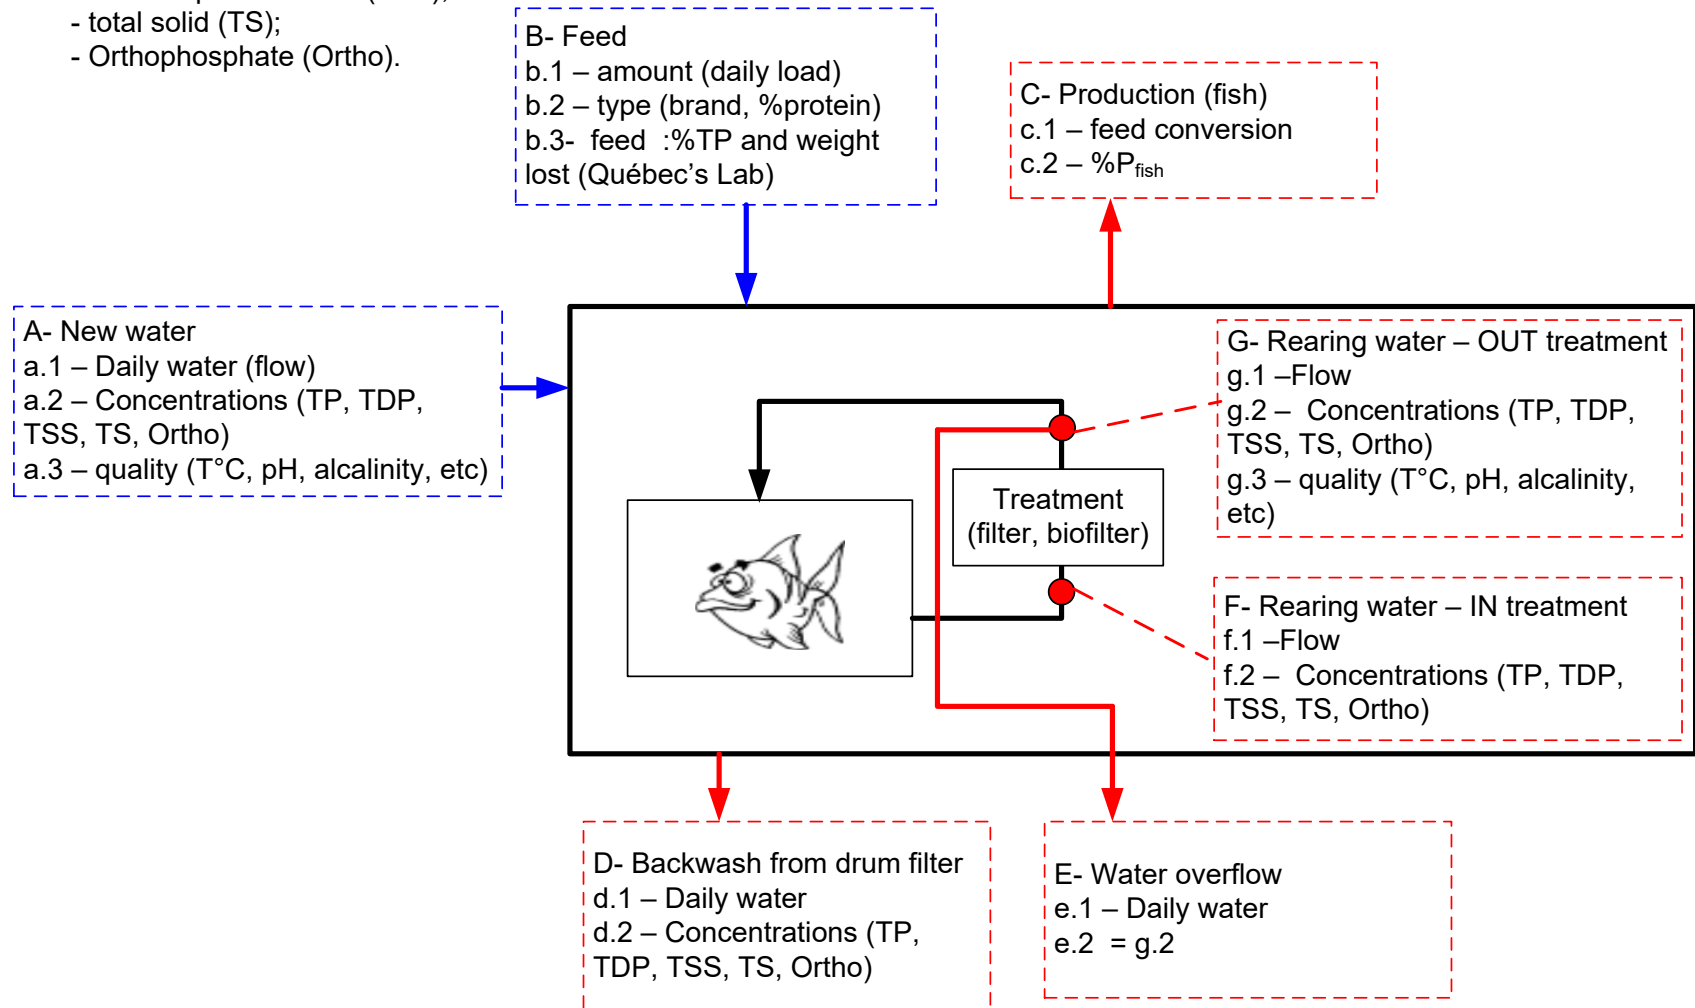 - total solid (TS);
- Orthophosphate (Ortho).
B- Feed
b.1 – amount (daily load)
b.2 – type (brand, %protein)
b.3- feed :%TP and weight
lost (Québec’s Lab)
C- Production (fish)
c.1 – feed conversion
c.2 – %Pfish
A- New water
a.1 – Daily water (flow)
a.2 – Concentrations (TP, TDP,
TSS, TS, Ortho)
a.3 – quality (T°C, pH, alcalinity, etc)
G- Rearing water – OUT treatment
g.1 –Flow
g.2 – Concentrations (TP, TDP,
TSS, TS, Ortho)
g.3 – quality (T°C, pH, alcalinity,
etc)
Treatment
(filter, biofilter)
F- Rearing water – IN treatment
f.1 –Flow
f.2 – Concentrations (TP, TDP,
TSS, TS, Ortho)
D- Backwash from drum filter
d.1 – Daily water
d.2 – Concentrations (TP,
TDP, TSS, TS, Ortho)
E- Water overflow
e.1 – Daily water
e.2 = g.2